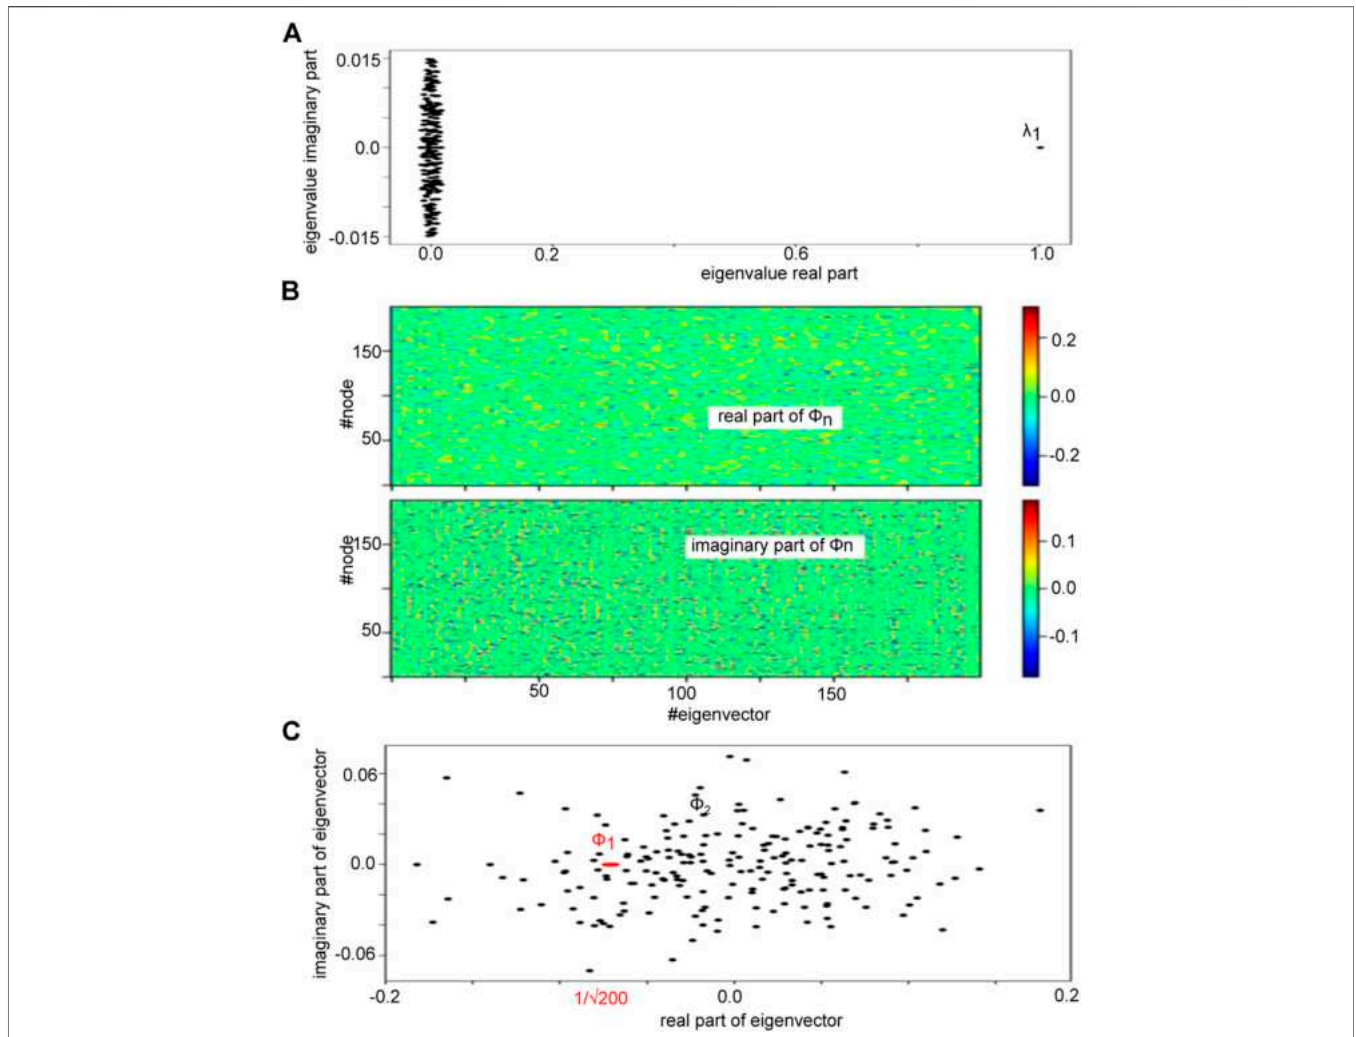 A
eigenvalue imaginary part
0.015
0.0
-0.015
λ1
0.0 0.2 0.6 1.0
eigenvalue real part
B
#node
150
50
real part of Φn
0.2
0.0
-0.2
#node
150
50
imaginary part of Φn
0.1
0.0
-0.1
50 100 150
#eigenvector
C
imaginary part of eigenvector
0.06
0.0
-0.06
Φ2
Φ1
-0.2 1/√200 0.0 0.2
real part of eigenvector